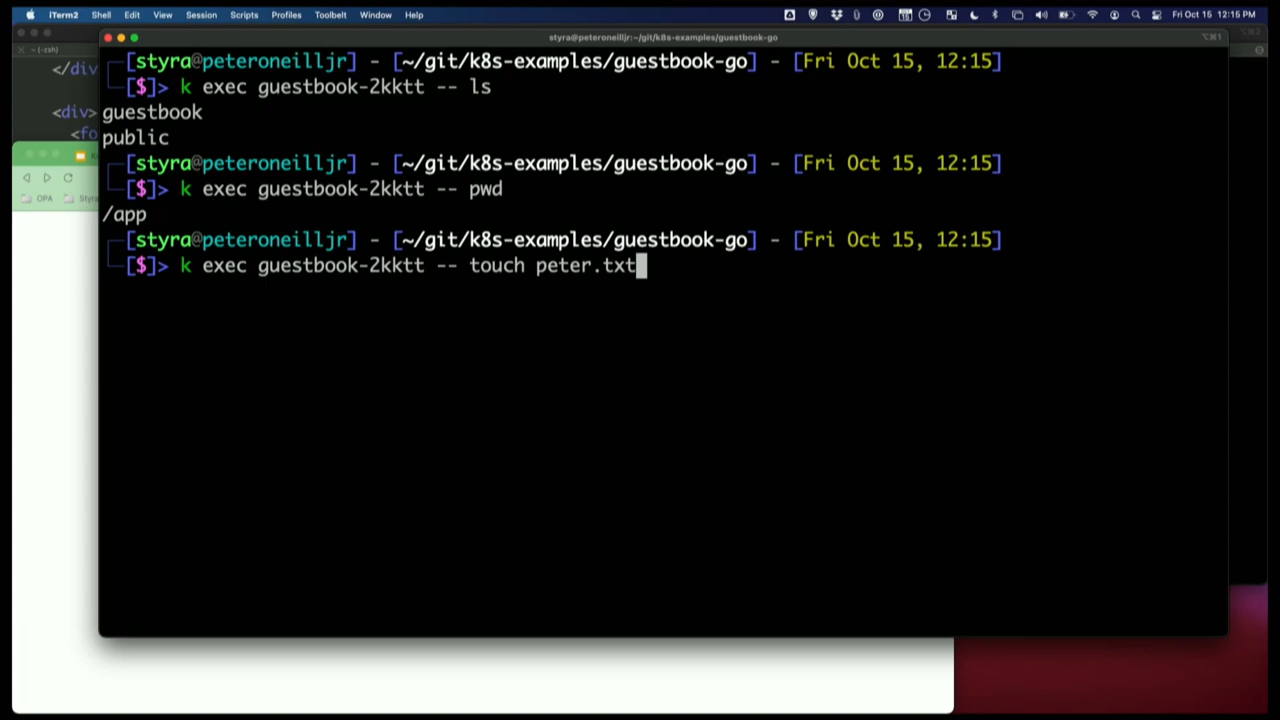 iTerm2 Shell Edit View Session Scripts Profiles Toolbelt Window Help Fri Oct 15 12:15 PM
styra@peteroneilljr:~/git/k8s-examples/guestbook-go
⌥⌘1
~ (-zsh)
</div
<div>
<fo
OPA Styra
[styra@peteroneilljr] - [~/git/k8s-examples/guestbook-go] - [Fri Oct 15, 12:15]
[$]> k exec guestbook-2kktt -- ls
guestbook
public
[styra@peteroneilljr] - [~/git/k8s-examples/guestbook-go] - [Fri Oct 15, 12:15]
[$]> k exec guestbook-2kktt -- pwd
/app
[styra@peteroneilljr] - [~/git/k8s-examples/guestbook-go] - [Fri Oct 15, 12:15]
[$]> k exec guestbook-2kktt -- touch peter.txt